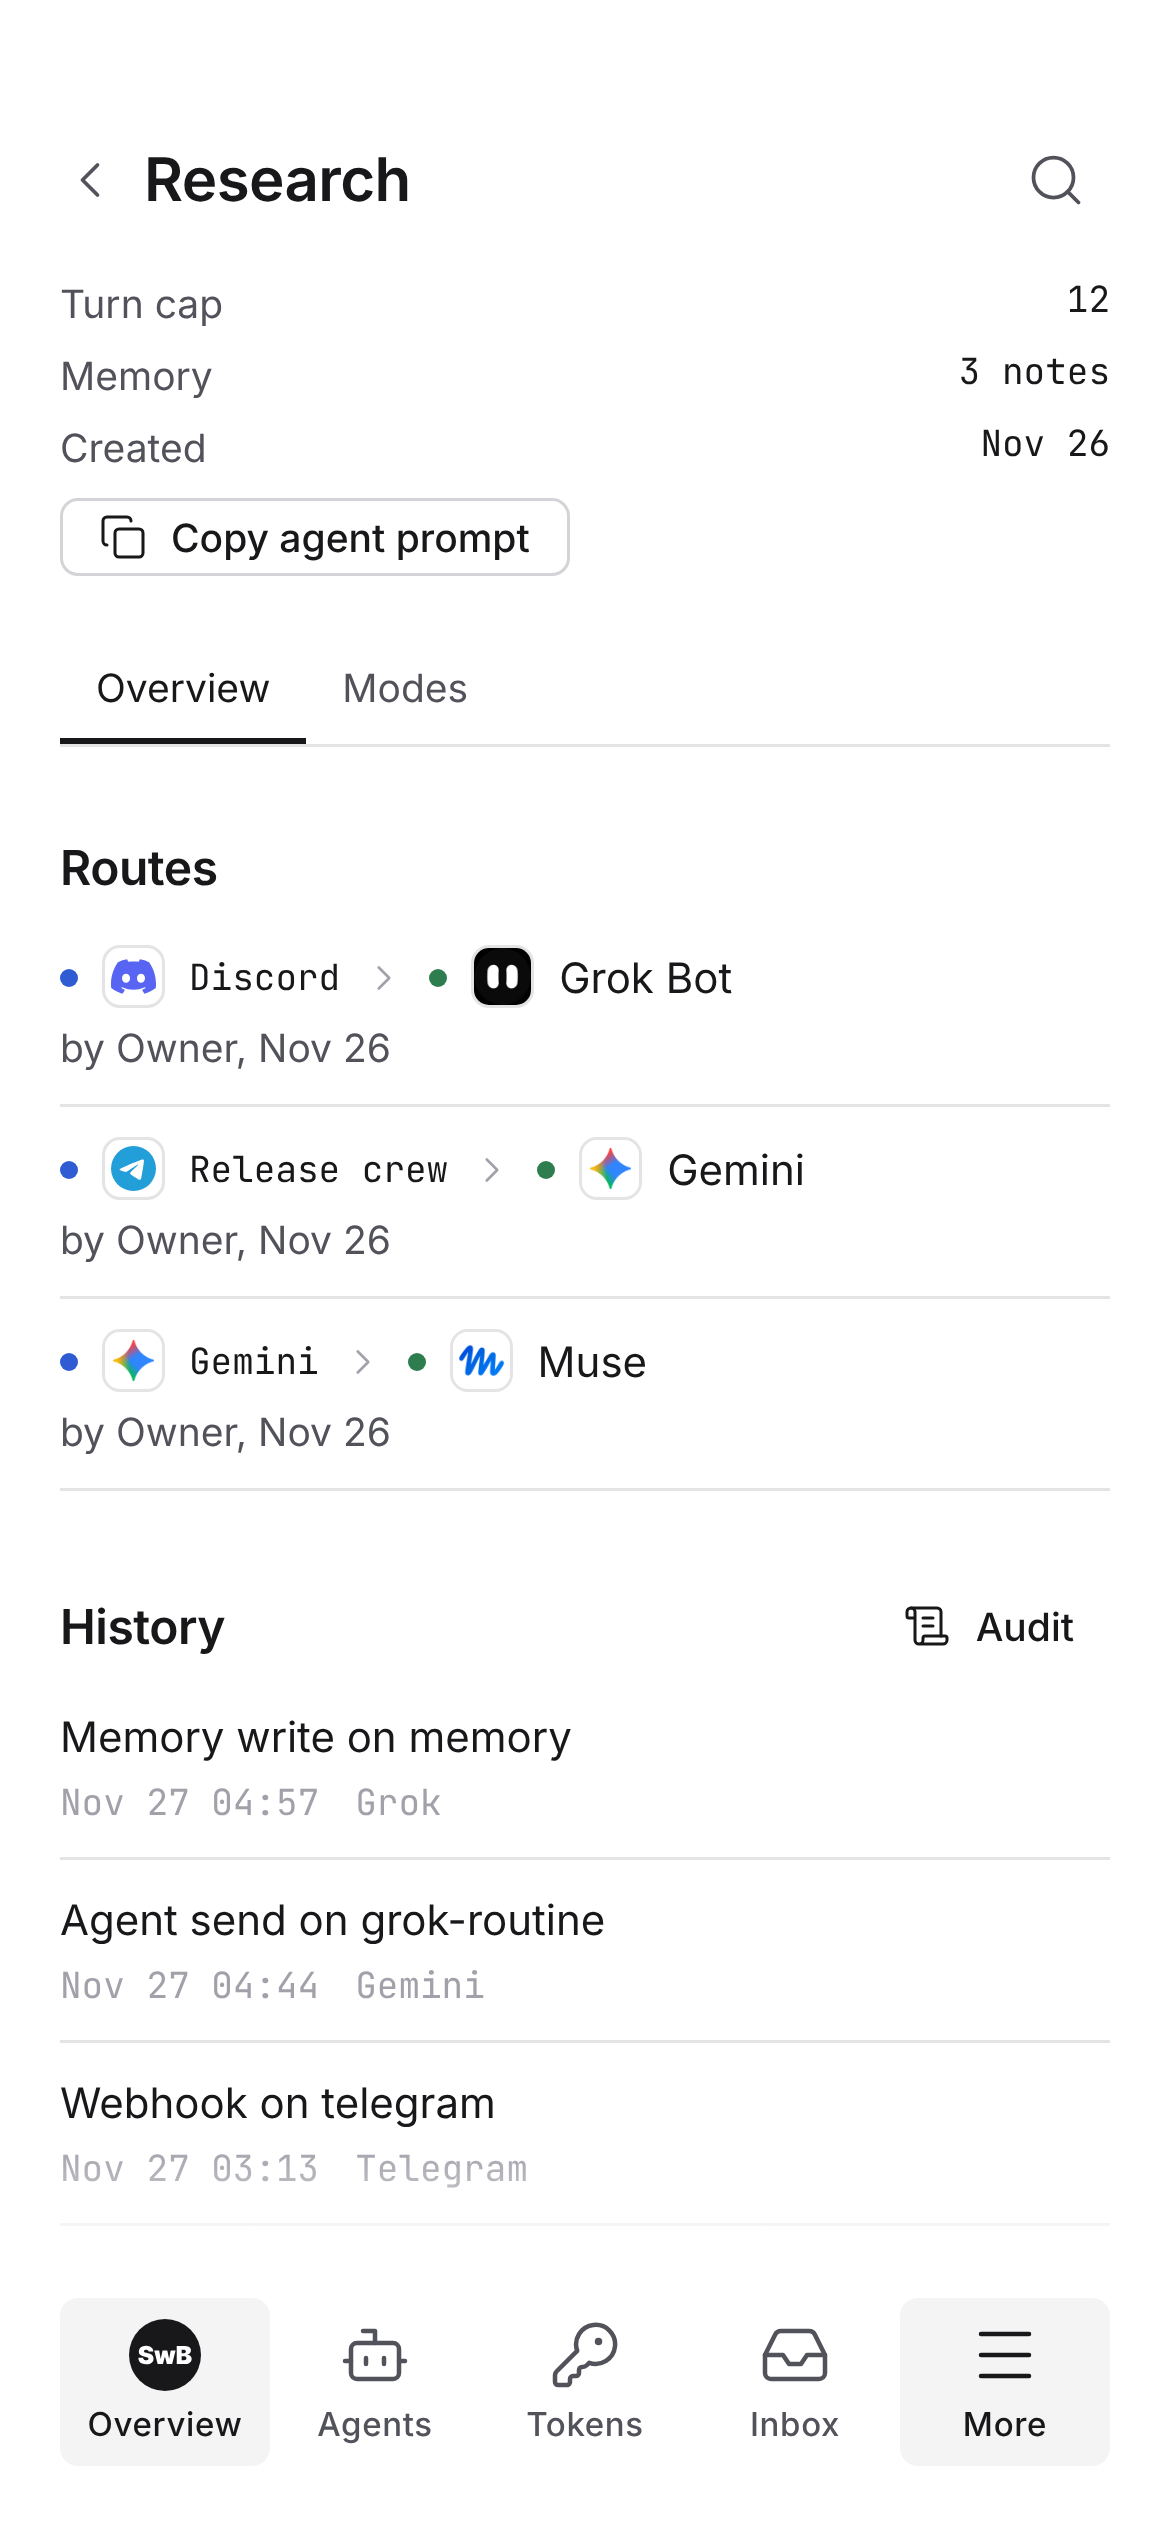 Research
Turn cap 12
Memory 3 notes
Created Nov 26
Copy agent prompt
Overview Modes
Routes
Discord Grok Bot
by Owner, Nov 26
Release crew Gemini
by Owner, Nov 26
Gemini Muse
by Owner, Nov 26
History Audit
Memory write on memory
Nov 27 04:57 Grok
Agent send on grok-routine
Nov 27 04:44 Gemini
Webhook on telegram
Nov 27 03:13 Telegram
SwB
Overview Agents Tokens Inbox More